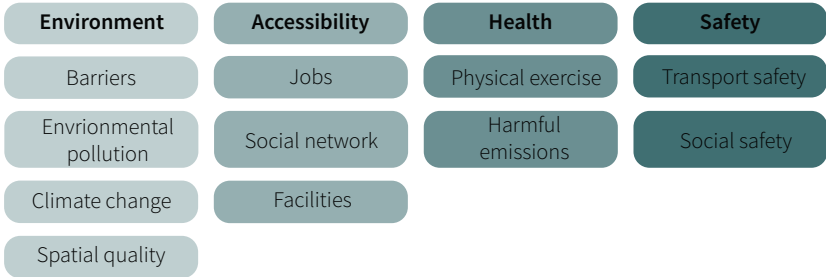 Environment
Barriers
Envrionmental
pollution
Climate change
Spatial quality
Accessibility
Jobs
Social network
Facilities
Health
Physical exercise
Harmful
emissions
Safety
Transport safety
Social safety